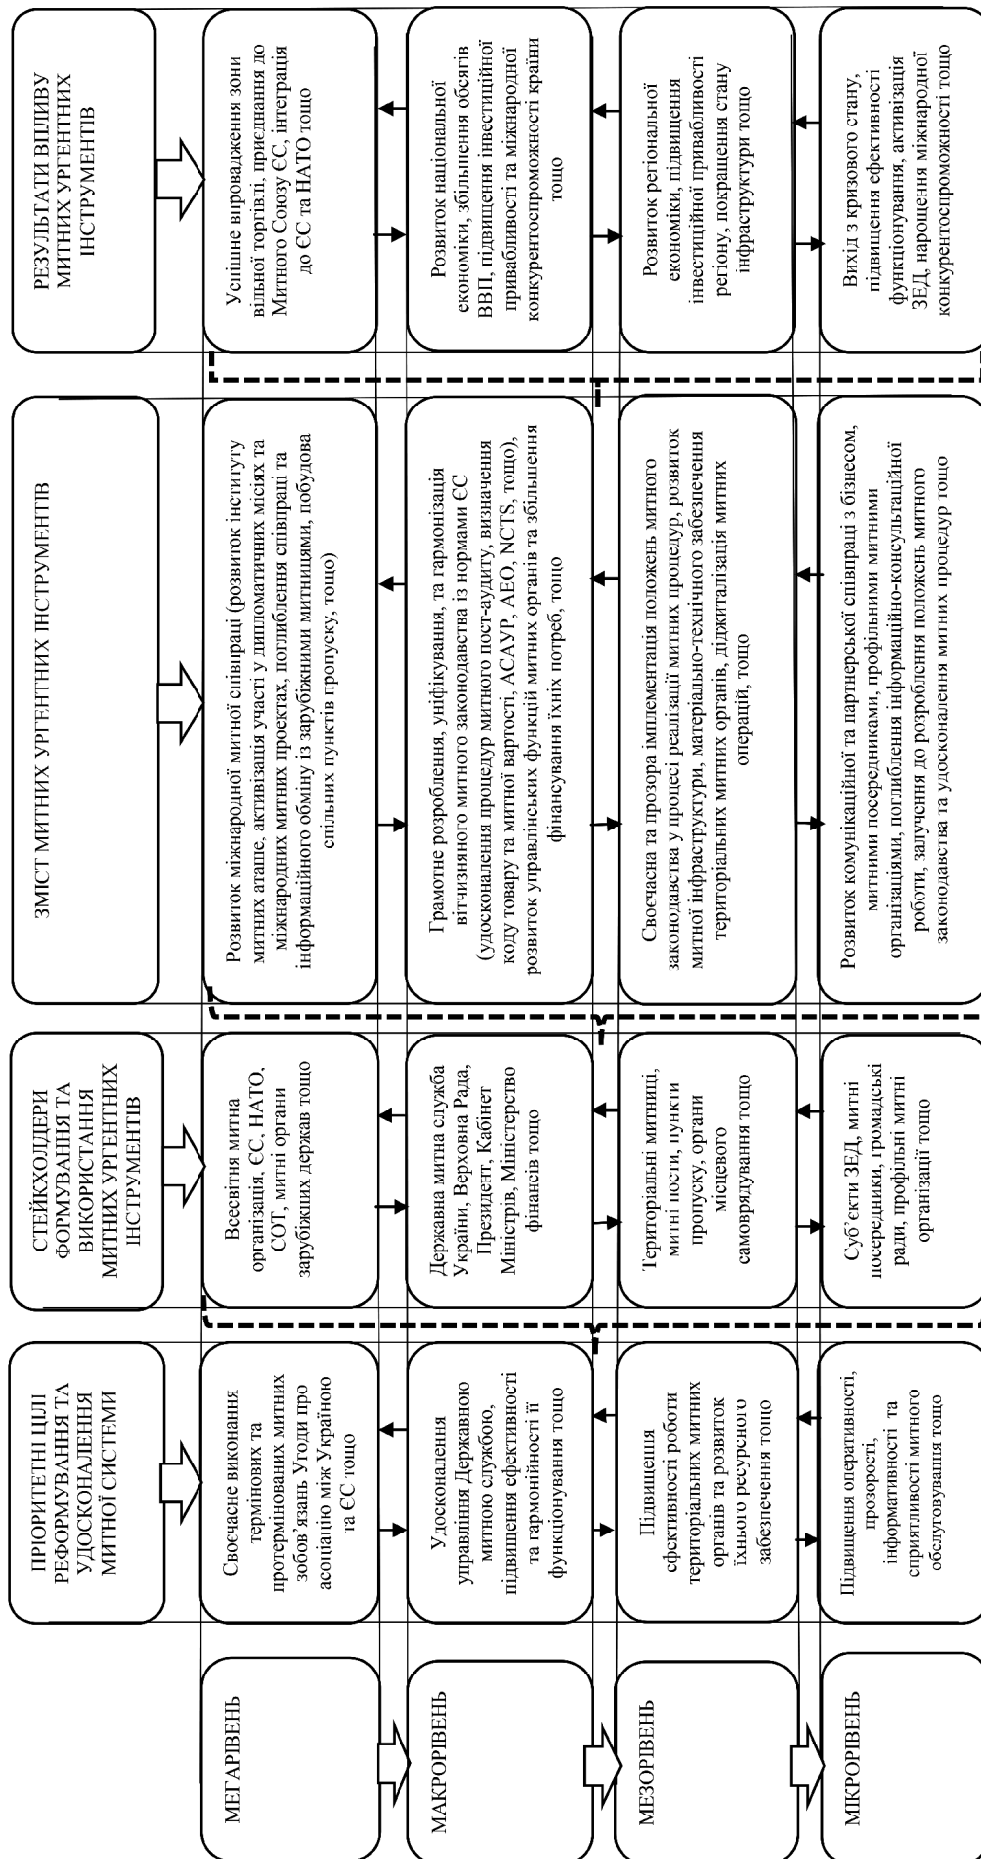 ПРІОРИТЕТНІ ЦІЛІ
РЕФОРМУВАННЯ ТА
УДОСКОНАЛЕННЯ
МИТНОЇ СИСТЕМИ
СТЕЙКХОЛДЕРИ
ФОРМУВАННЯ ТА
ВИКОРИСТАННЯ
МИТНИХ УРГЕНТНИХ
ІНСТРУМЕНТІВ
ЗМІСТ МИТНИХ УРГЕНТНИХ ІНСТРУМЕНТІВ
РЕЗУЛЬТАТИ ВПЛИВУ
МИТНИХ УРГЕНТНИХ
ІНСТРУМЕНТІВ
МЕГАРІВЕНЬ
Своєчасне виконання
термінових та
протермінованих митних
зобов’язань Угоди про
асоціацію між Україною
та ЄС тощо
Всесвітня митна
організація, ЄС, НАТО,
СОТ, митні органи
зарубіжних держав тощо
Розвиток міжнародної митної співпраці (розвиток інституту
митних аташе, активізація участі у дипломатичних місіях та
міжнародних митних проектах, поглиблення співпраці та
інформаційного обміну із зарубіжними митницями, побудова
спільних пунктів пропуску, тощо)
Успішне впровадження зони
вільної торгівлі, приєднання до
Митного Союзу ЄС, інтеграція
до ЄС та НАТО тощо
МАКРОРІВЕНЬ
Удосконалення
управління Державною
митною службою,
підвищення ефективності
та гармонійності її
функціонування тощо
Державна митна служба
України, Верховна Рада,
Президент, Кабінет
Міністрів, Міністерство
фінансів тощо
Грамотне розроблення, уніфікування, та гармонізація
вітчизняного митного законодавства із нормами ЄС
(удосконалення процедур митного пост-аудиту, визначення
коду товару та митної вартості, АСАУР, АЕО, NCTS, тощо),
розвиток управлінських функцій митних органів та збільшення
фінансування їхніх потреб, тощо
Розвиток національної
економіки, збільшення обсягів
ВВП, підвищення інвестиційної
привабливості та міжнародної
конкурентоспроможності країни
тощо
МЕЗОРІВЕНЬ
Підвищення
ефективності роботи
територіальних митних
органів та розвиток
їхнього ресурсного
забезпечення тощо
Територіальні митниці,
митні пости, пункти
пропуску, органи
місцевого
самоврядування тощо
Своєчасна та прозора імплементація положень митного
законодавства у процесі реалізації митних процедур, розвиток
митної інфраструктури, матеріально-технічного забезпечення
територіальних митних органів, діджиталізація митних
операцій, тощо
Розвиток регіональної
економіки, підвищення
інвестиційної привабливості
регіону, покращення стану
інфраструктури тощо
МІКРОРІВЕНЬ
Підвищення оперативності,
прозорості,
інформативності та
сприятливості митного
обслуговування тощо
Суб’єкти ЗЕД, митні
посередники, громадські
ради, профільні митні
організації тощо
Розвиток комунікаційної та партнерської співпраці з бізнесом,
митними посередниками, профільними митними
організаціями, поглиблення інформаційно-консультаційної
роботи, залучення до розроблення положень митного
законодавства та удосконалення митних процедур тощо
Вихід з кризового стану,
підвищення ефективності
функціонування, активізація
ЗЕД, нарощення міжнародної
конкурентоспроможності тощо